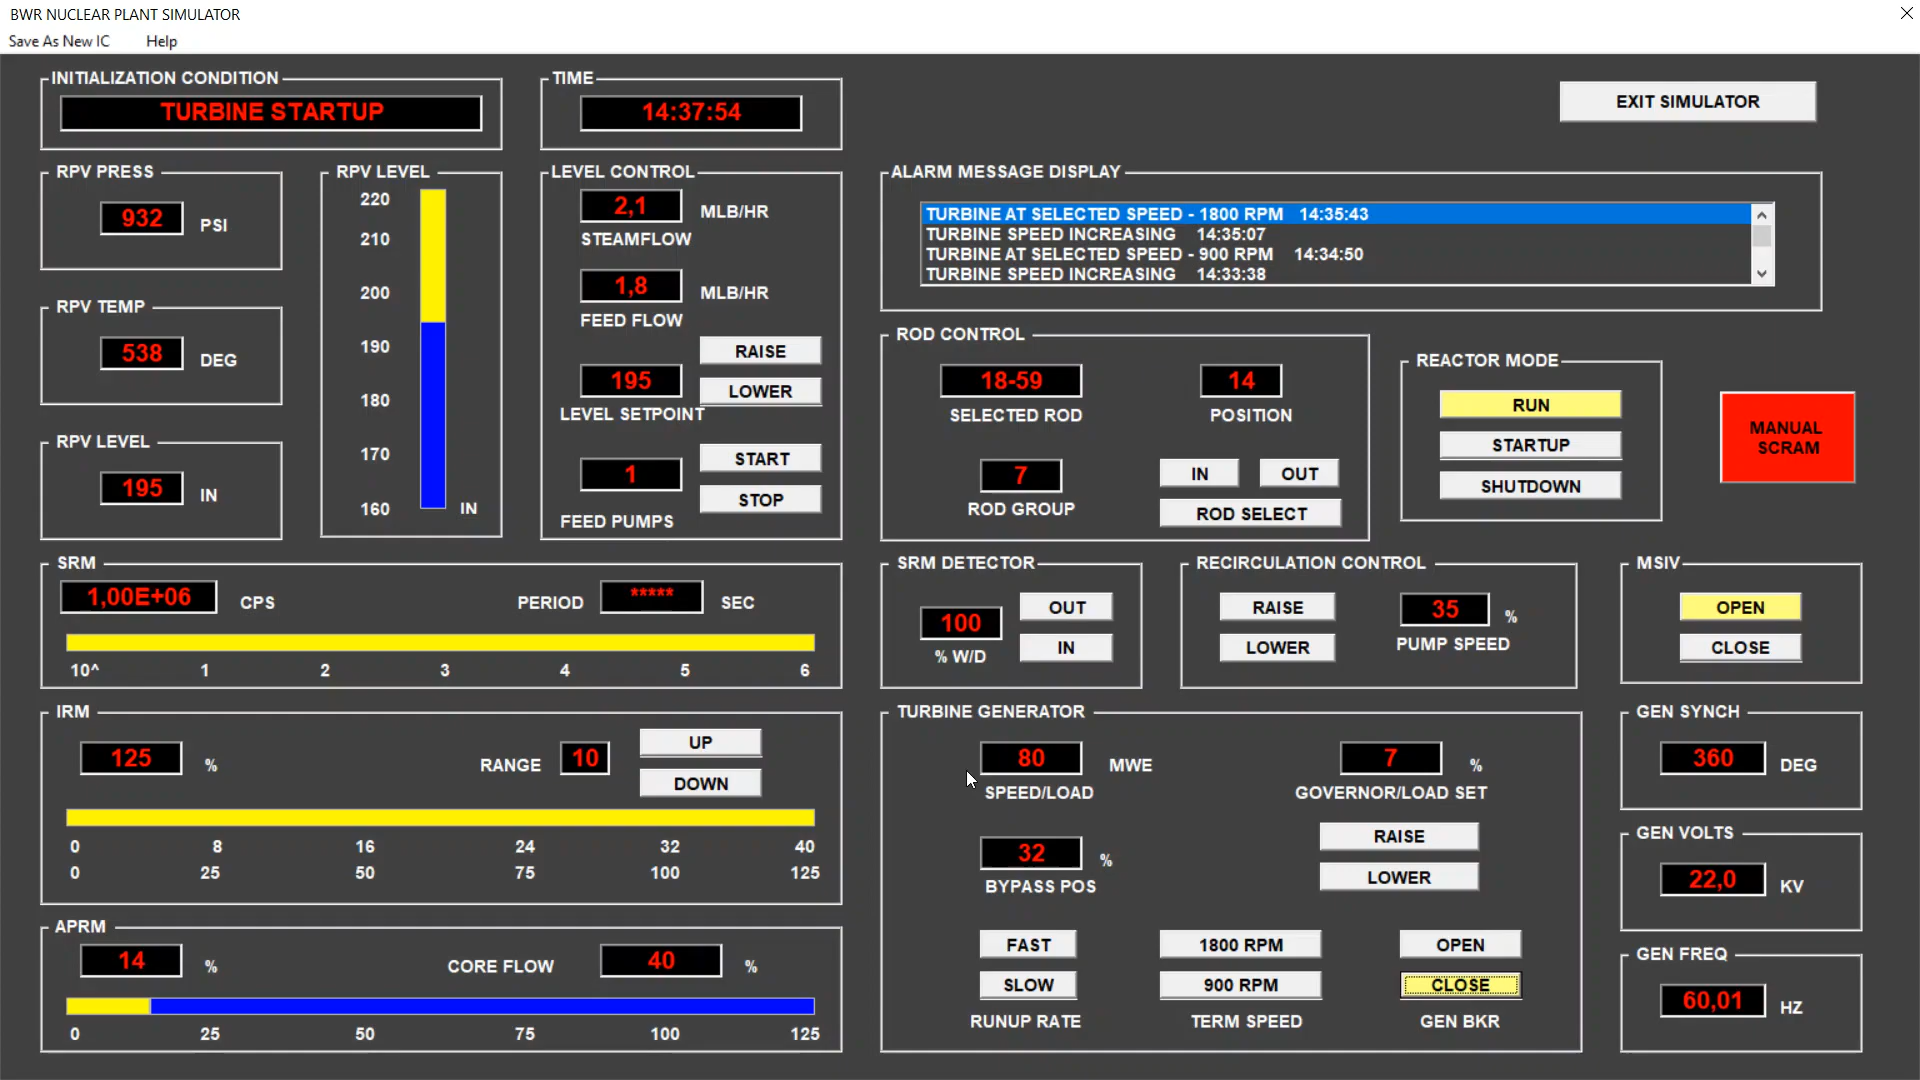 BWR NUCLEAR PLANT SIMULATOR
Save As New IC Help
INITIALIZATION CONDITION
TURBINE STARTUP
TIME
14:37:54
EXIT SIMULATOR
RPV PRESS
932 PSI
RPV TEMP
538 DEG
RPV LEVEL
195 IN
RPV LEVEL
220
210
200
190
180
170
160 IN
LEVEL CONTROL
2,1 MLB/HR
STEAMFLOW
1,8 MLB/HR
FEED FLOW
RAISE
195
LOWER
LEVEL SETPOINT
START
1
STOP
FEED PUMPS
ALARM MESSAGE DISPLAY
TURBINE AT SELECTED SPEED - 1800 RPM 14:35:43
TURBINE SPEED INCREASING 14:35:07
TURBINE AT SELECTED SPEED - 900 RPM 14:34:50
TURBINE SPEED INCREASING 14:33:38
ROD CONTROL
18-59 14
SELECTED ROD POSITION
7 IN OUT
ROD GROUP ROD SELECT
REACTOR MODE
RUN
STARTUP
SHUTDOWN
MANUAL
SCRAM
SRM
1,00E+06 CPS PERIOD ***** SEC
10^ 1 2 3 4 5 6
SRM DETECTOR
100 OUT
% W/D IN
RECIRCULATION CONTROL
RAISE 35 %
LOWER PUMP SPEED
MSIV
OPEN
CLOSE
IRM
125 % RANGE 10 UP
DOWN
0 8 16 24 32 40
0 25 50 75 100 125
APRM
14 % CORE FLOW 40 %
0 25 50 75 100 125
TURBINE GENERATOR
80 MWE 7 %
SPEED/LOAD GOVERNOR/LOAD SET
RAISE
32 %
BYPASS POS LOWER
FAST 1800 RPM OPEN
SLOW 900 RPM CLOSE
RUNUP RATE TERM SPEED GEN BKR
GEN SYNCH
360 DEG
GEN VOLTS
22,0 KV
GEN FREQ
60,01 HZ